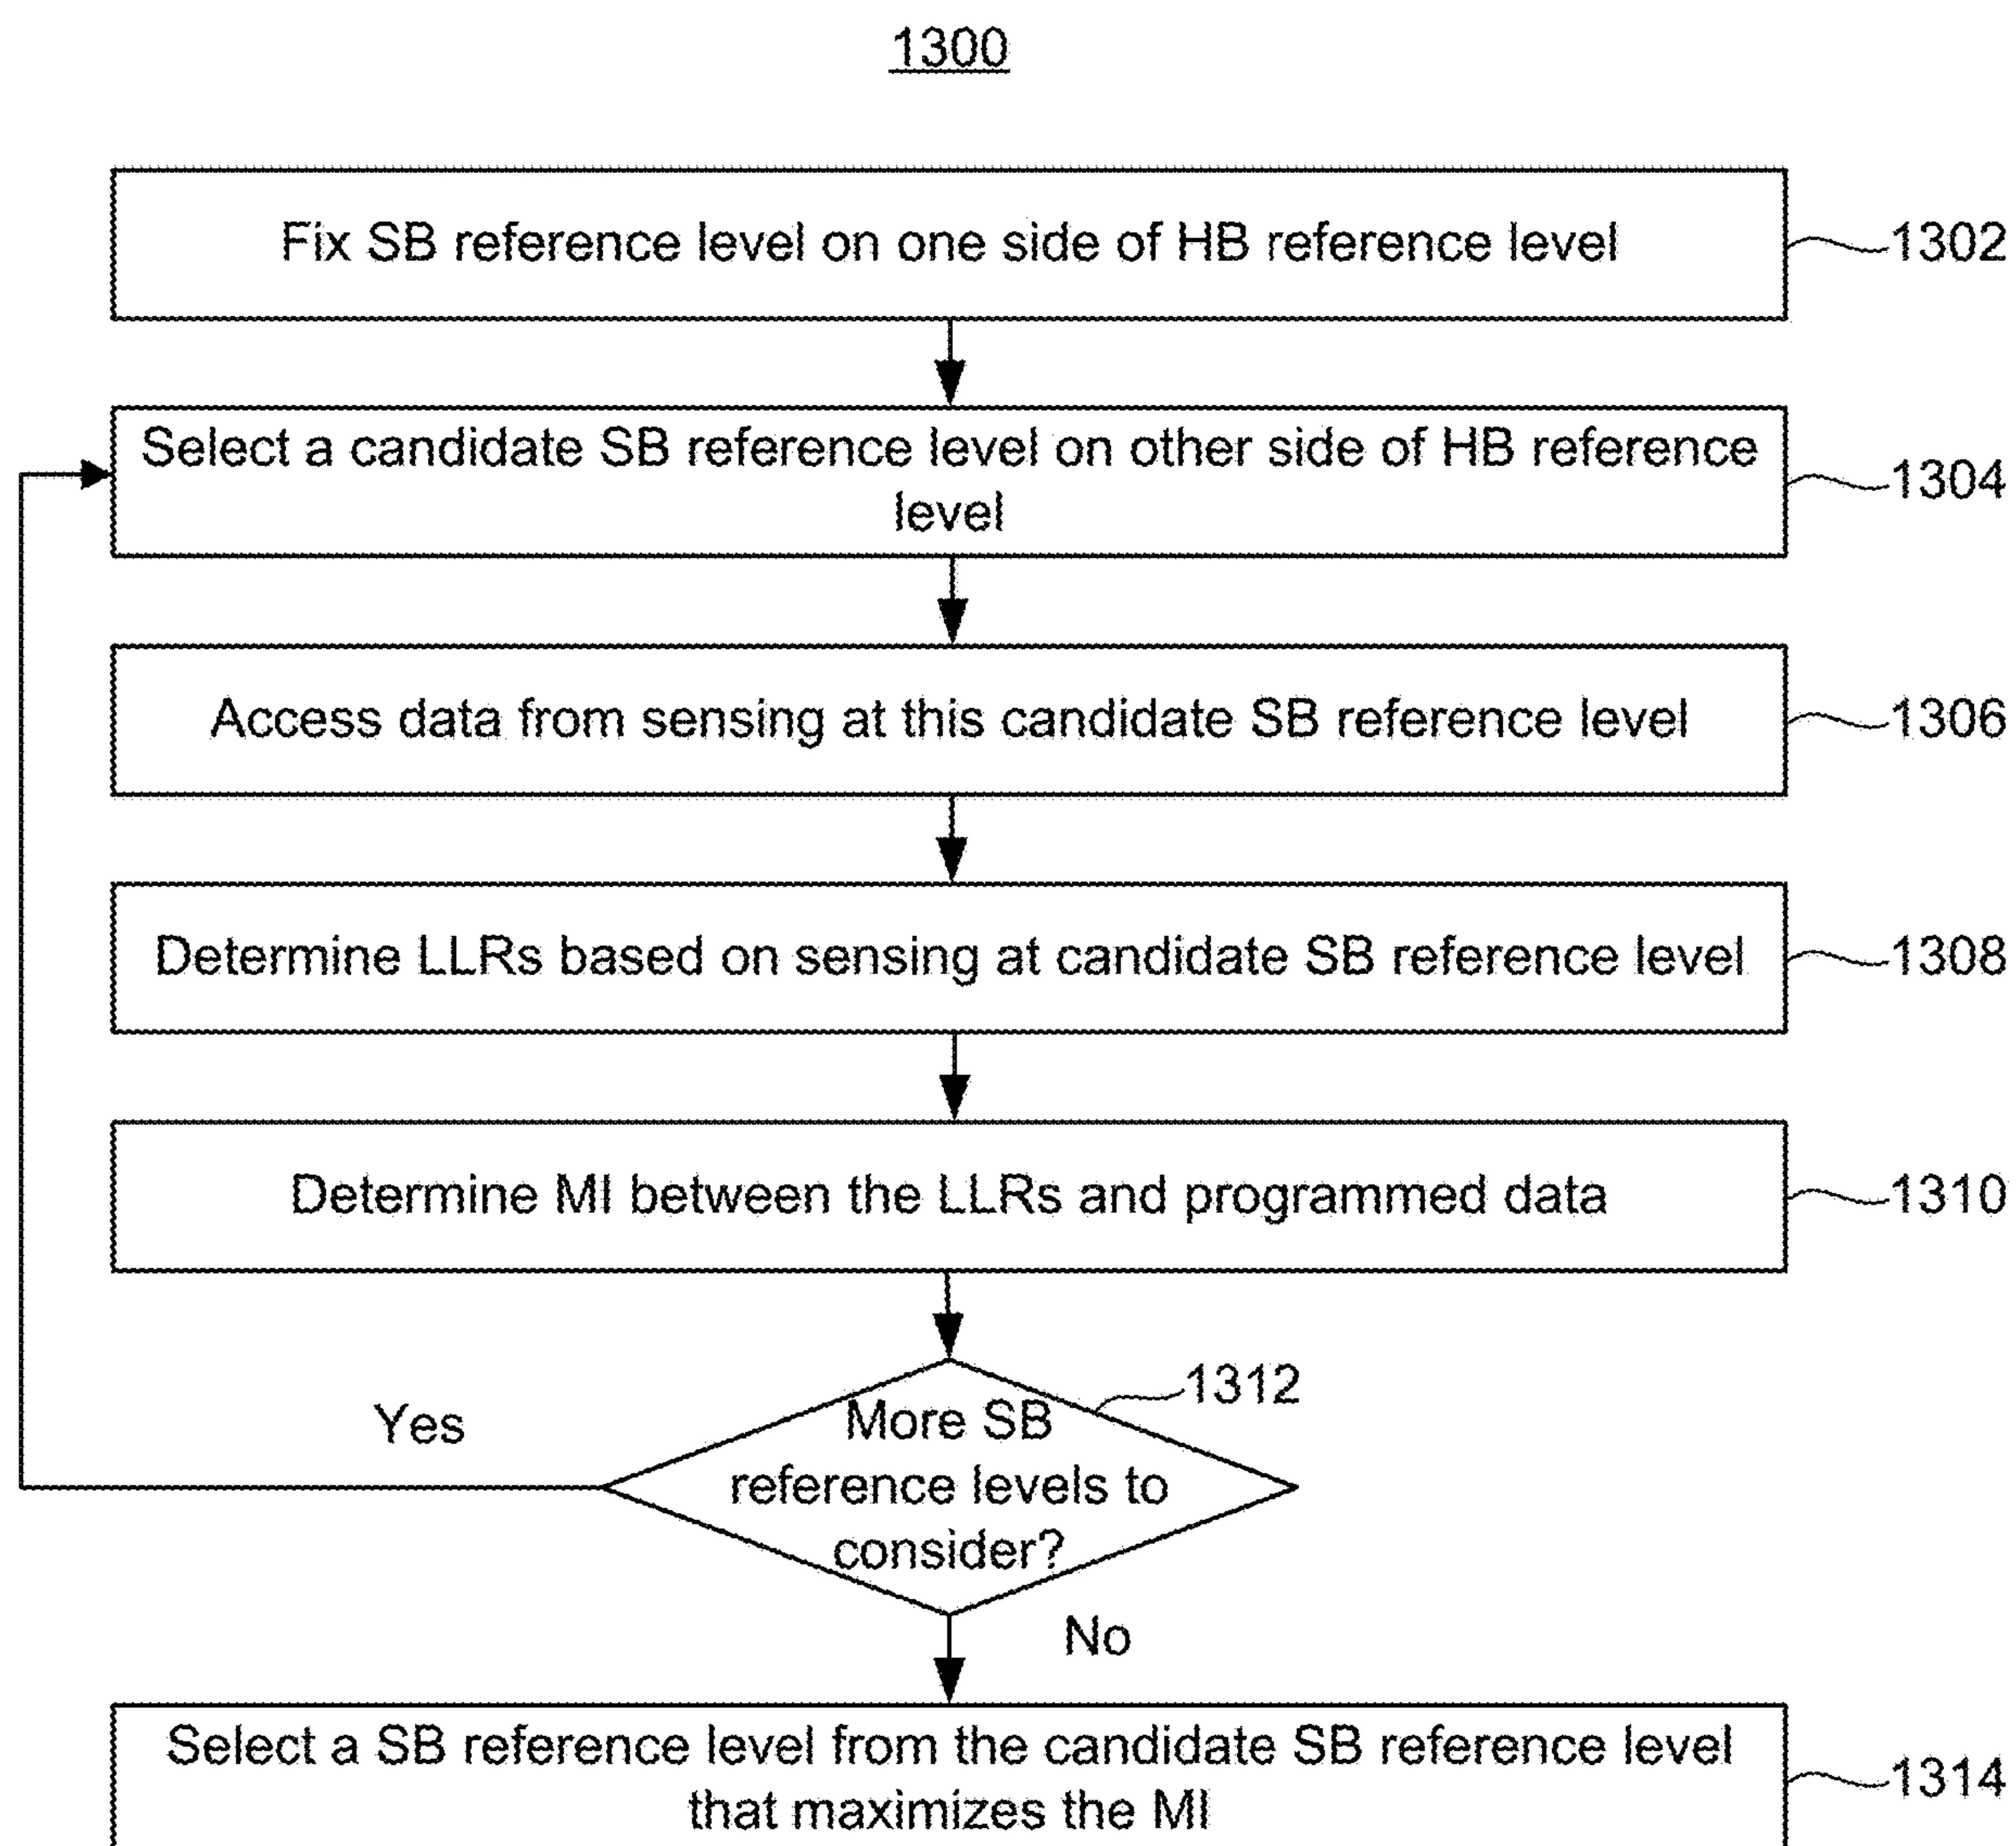 1300
Fix SB reference level on one side of HB reference level
1302
Select a candidate SB reference level on other side of HB reference
level
1304
Access data from sensing at this candidate SB reference level
1306
Determine LLRs based on sensing at candidate SB reference level
1308
Determine MI between the LLRs and programmed data
1310
1312
Yes
More SB
reference levels to
consider?
No
Select a SB reference level from the candidate SB reference level
that maximizes the MI
1314